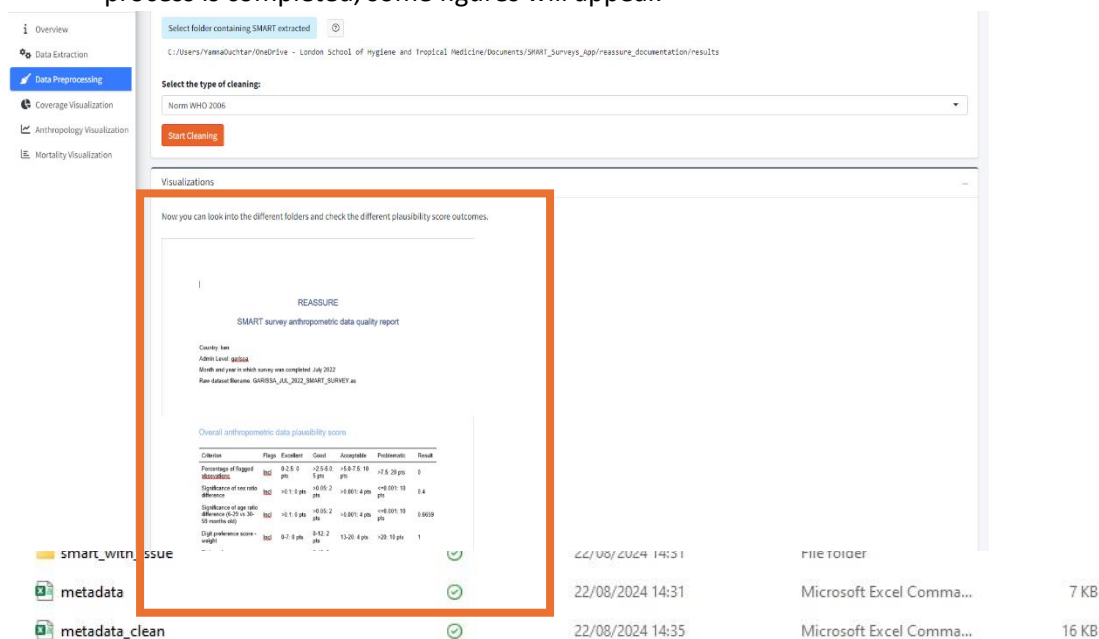 process is completed, some figures will appear.
Overview
Data Extraction
Data Preprocessing
Coverage Visualization
Anthropology Visualization
Mortality Visualization
Select folder containing SMART extracted
C:/Users/YamnaOuchtar/OneDrive - London School of Hygiene and Tropical Medicine/Documents/SMART_Surveys_App/reassure_documentation/results
Select the type of cleaning:
Norm WHO 2006
Start Cleaning
Visualizations
Now you can look into the different folders and check the different plausibility score outcomes.
REASSURE
SMART survey anthropometric data quality report
Country: ken
Admin Level: garissa
Month and year in which survey was completed: July 2022
Raw dataset filename: GARISSA_JUL_2022_SMART_SURVEY.as
Overall anthropometric data plausibility score
Criterion Flags Excellent Good Acceptable Problematic Result
Percentage of flagged observations Incl 0-2.5: 0 pts >2.5-5.0: 5 pts >5.0-7.5: 10 pts >7.5: 20 pts 0
Significance of sex ratio difference Incl >0.1: 0 pts >0.05: 2 pts >0.001: 4 pts <=0.001: 10 pts 0.4
Significance of age ratio difference (6-29 vs 30-59 months old) Incl >0.1: 0 pts >0.05: 2 pts >0.001: 4 pts <=0.001: 10 pts
Digit preference score - weight Incl 0-7: 0 pts 8-12: 2 pts 13-20: 4 pts >20: 10 pts 1
smart_with_issue 22/08/2024 14:31 File folder
metadata 22/08/2024 14:31 Microsoft Excel Comma... 7 KB
metadata_clean 22/08/2024 14:35 Microsoft Excel Comma... 16 KB